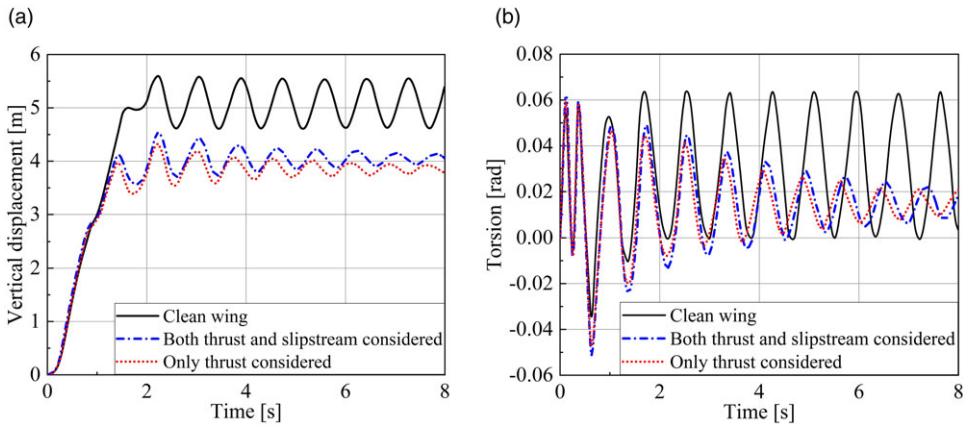 (a)
Vertical displacement [m]
6
5
4
3
2
1
0
0 2 4 6 8
Time [s]
Clean wing
Both thrust and slipstream considered
Only thrust considered
(b)
Torsion [rad]
0.08
0.06
0.04
0.02
0.00
-0.02
-0.04
-0.06
0 2 4 6 8
Time [s]
Clean wing
Both thrust and slipstream considered
Only thrust considered